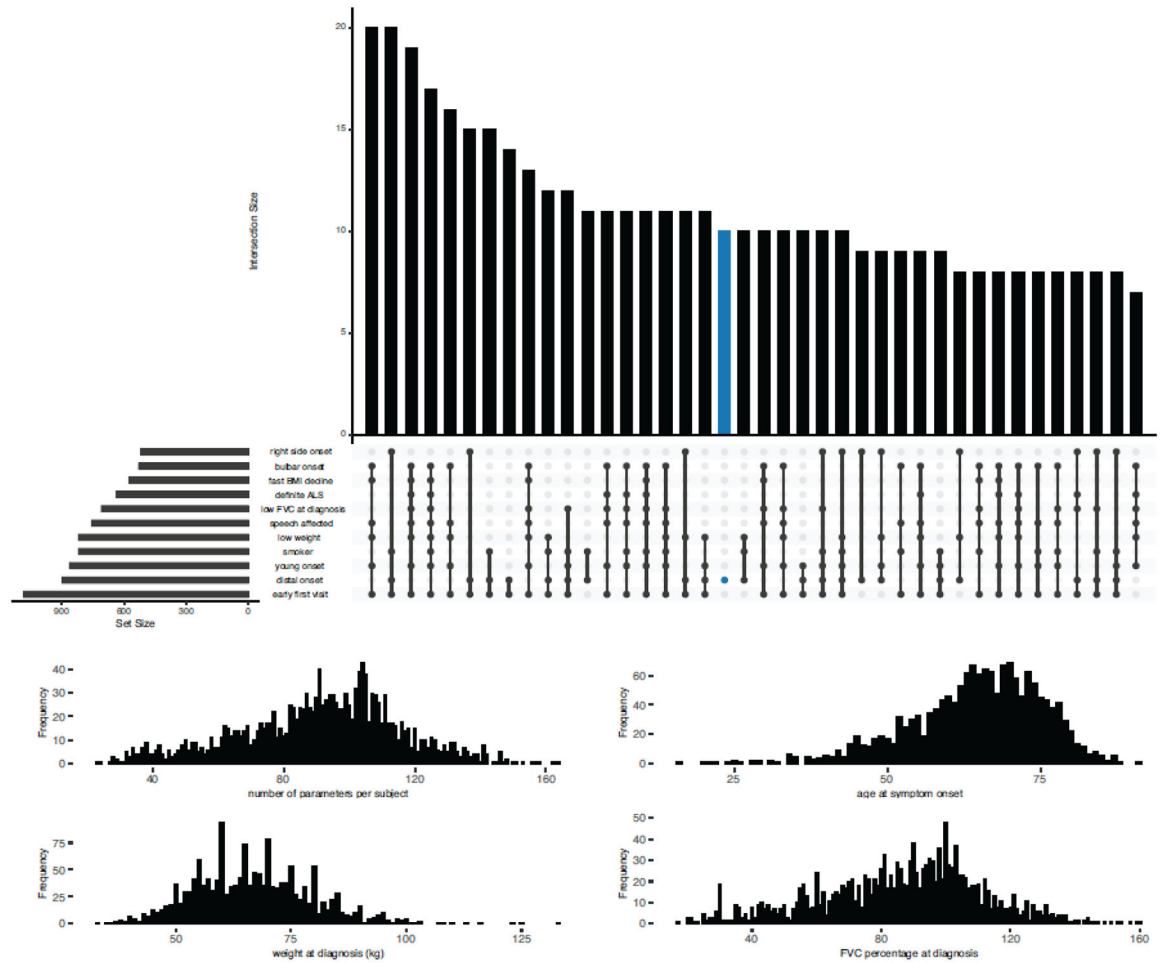 20
15
Intersection Size
10
5
0
right side onset
bulbar onset
fast BMI decline
definite ALS
low FVC at diagnosis
speech affected
low weight
smoker
young onset
distal onset
early first visit
900 600 300 0
Set Size
40
30
20
10
0
Frequency
40 80 120 160
number of parameters per subject
60
40
20
0
Frequency
25 50 75
age at symptom onset
75
50
25
0
Frequency
50 75 100 125
weight at diagnosis (kg)
50
40
30
20
10
0
Frequency
40 80 120 160
FVC percentage at diagnosis